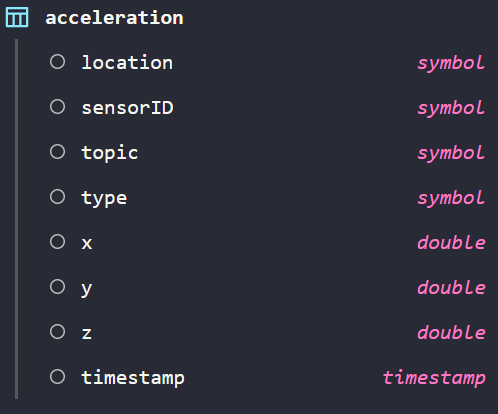 acceleration
location symbol
sensorID symbol
topic symbol
type symbol
x double
y double
z double
timestamp timestamp